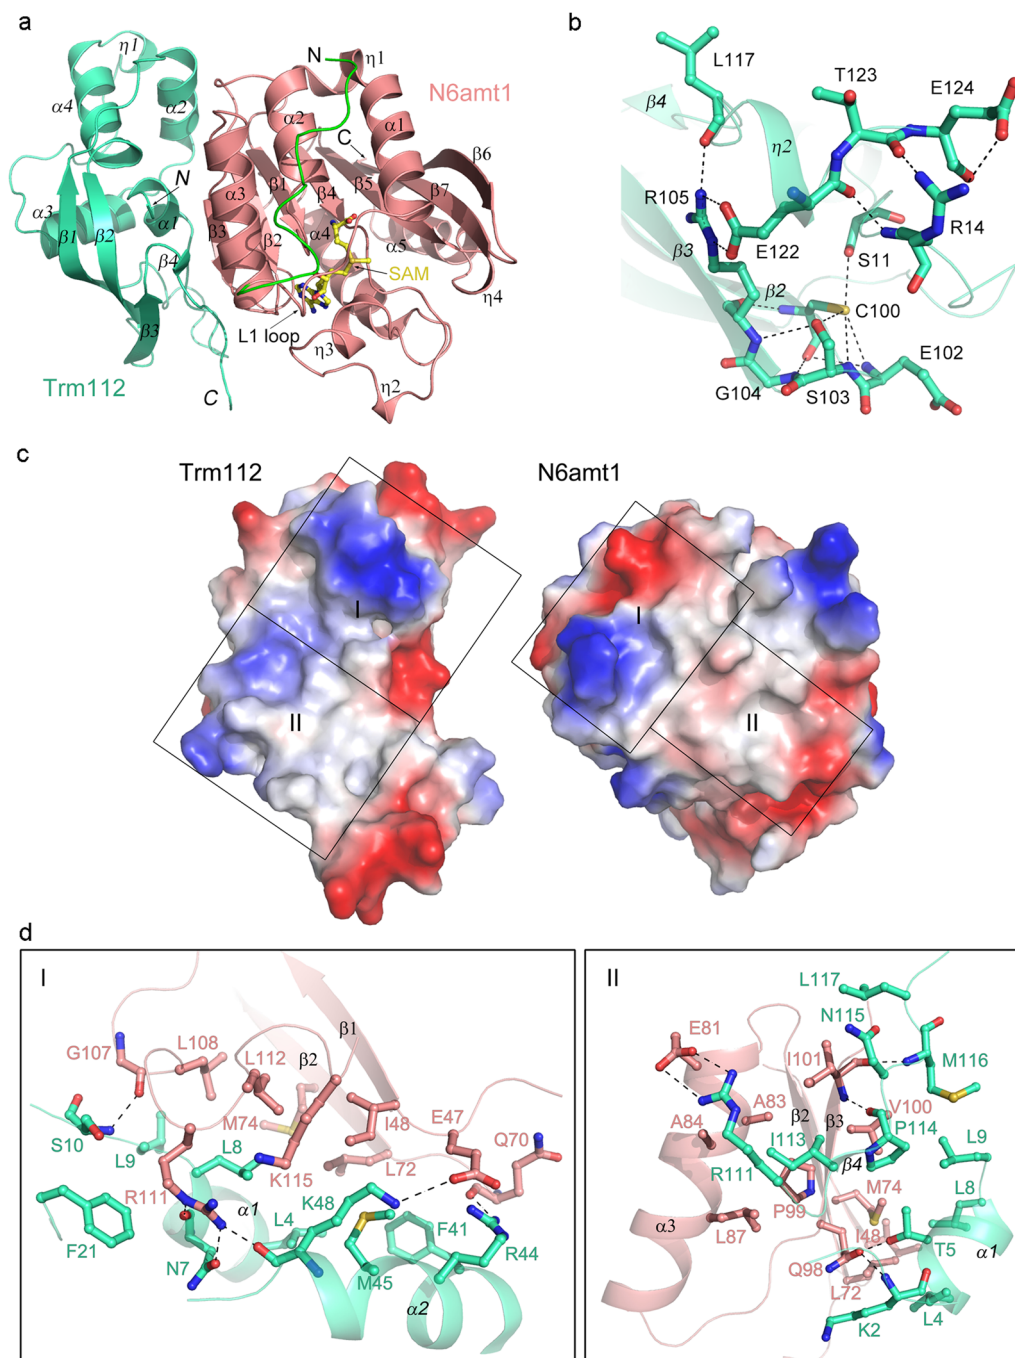 a
N η1
N6amt1
η1
α4 α2
α2 C α1
β6
N
β1 β5 β7
α3 α3 β4
β1 β2 α1
β3 β2 α4 α5
β4
SAM
η4
L1 loop
β3
η3
Trm112
C
η2
b
L117
T123
E124
β4
η2
R105
R14
E122
β3
S11
β2
C100
E102
G104 S103
c
Trm112 N6amt1
I I
II II
d
I
β1
G107 L108
L112 β2
E47
S10
M74 I48
Q70
L9 L8
K115 L72
R111
K48
α1
L4 F41
F21
N7
M45
R44
α2
II
L117
N115
E81
I101
M116
A83 β2 β3
V100
A84
I113
P114
L9
R111
β4
P99 M74 L8
α3
L87
I48
T5 α1
Q98
L72
K2 L4